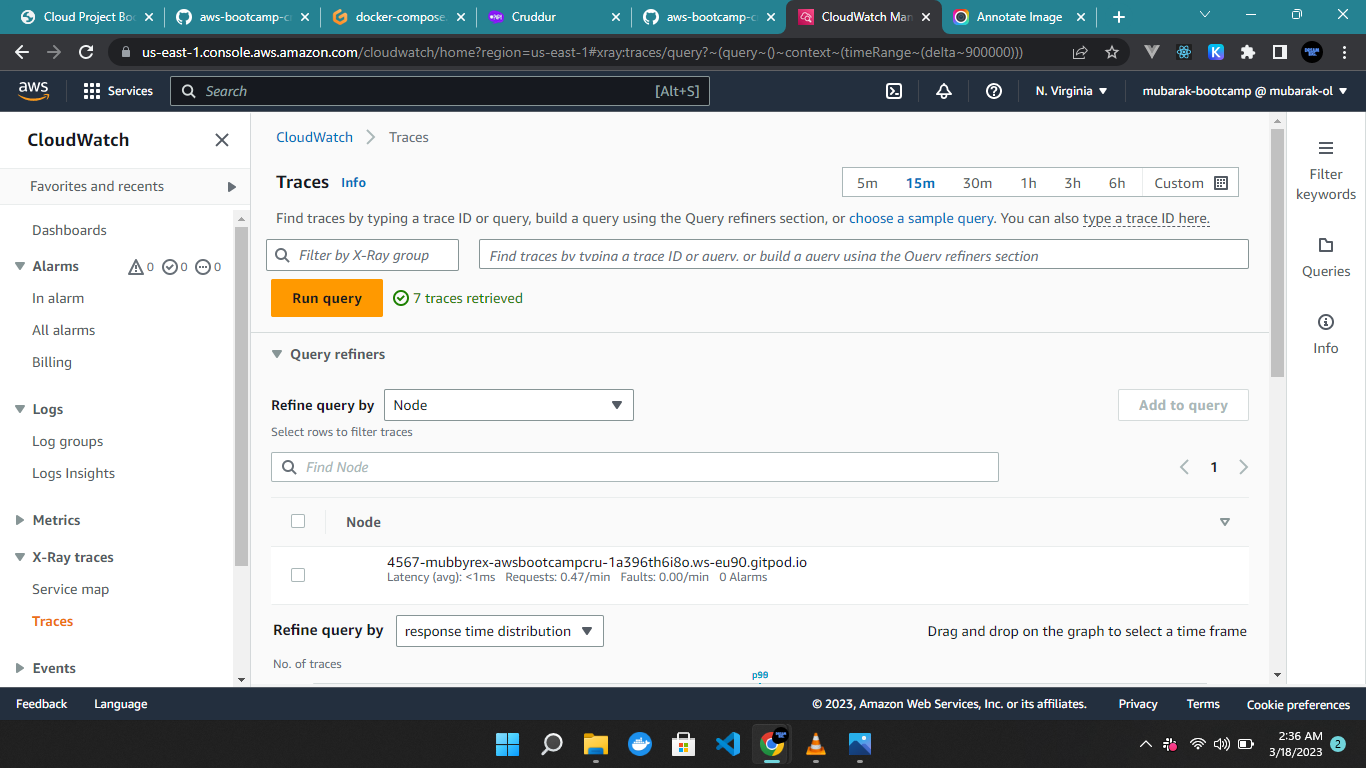 Cloud Project Boo
aws-bootcamp-cr
docker-compose.
Cruddur
aws-bootcamp-c
CloudWatch Man
Annotate Image
us-east-1.console.aws.amazon.com/cloudwatch/home?region=us-east-1#xray:traces/query?~(query~()~context~(timeRange~(delta~900000)))
aws
Services
Search
[Alt+S]
N. Virginia
mubarak-bootcamp @ mubarak-ol
CloudWatch
Favorites and recents
Dashboards
Alarms
0
0
0
In alarm
All alarms
Billing
Logs
Log groups
Logs Insights
Metrics
X-Ray traces
Service map
Traces
Events
CloudWatch
Traces
Traces Info
5m 15m 30m 1h 3h 6h Custom
Find traces by typing a trace ID or query, build a query using the Query refiners section, or choose a sample query. You can also type a trace ID here.
Filter by X-Ray group
Find traces by typing a trace ID or query, or build a query using the Query refiners section
Run query
7 traces retrieved
Query refiners
Refine query by
Node
Add to query
Select rows to filter traces
Find Node
1
Node
4567-mubbyrex-awsbootcampcru-1a396th6i8o.ws-eu90.gitpod.io
Latency (avg): <1ms Requests: 0.47/min Faults: 0.00/min 0 Alarms
Refine query by
response time distribution
Drag and drop on the graph to select a time frame
No. of traces
Filter keywords
Queries
Info
Feedback
Language
© 2023, Amazon Web Services, Inc. or its affiliates.
Privacy
Terms
Cookie preferences
2:36 AM
3/18/2023
2